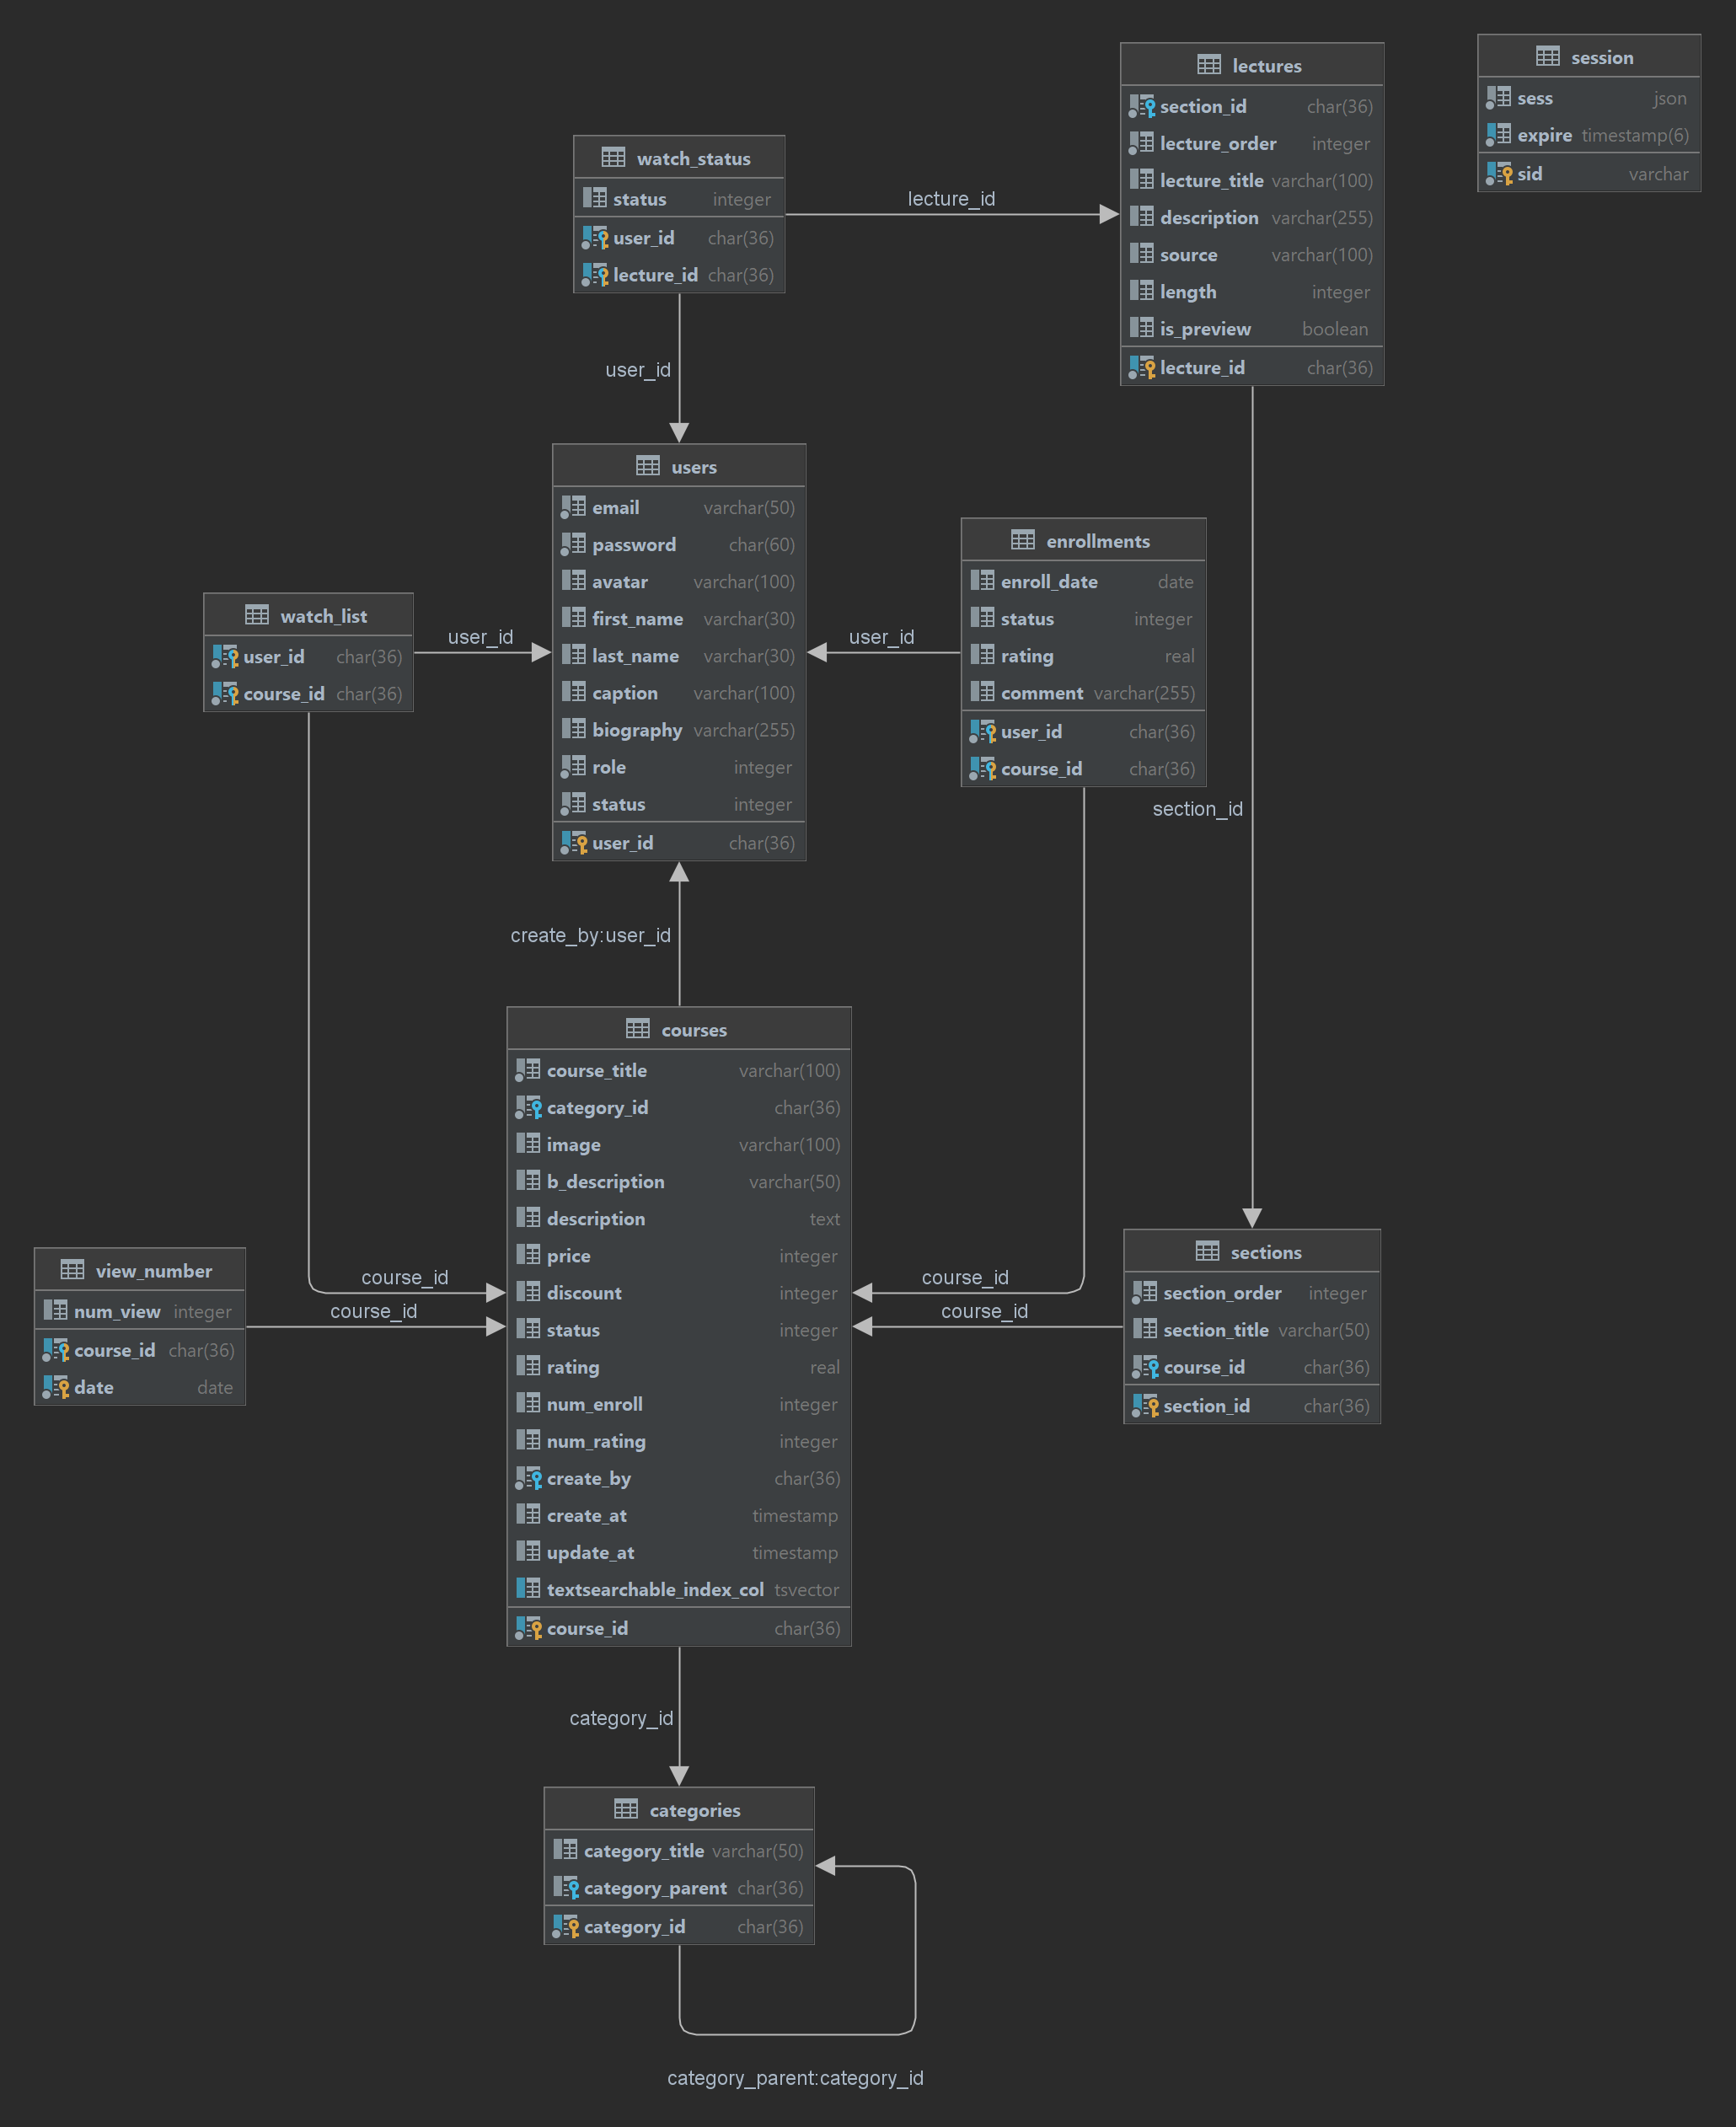 lectures
section_id char(36)
lecture_order integer
lecture_title varchar(100)
description varchar(255)
source varchar(100)
length integer
is_preview boolean
lecture_id char(36)
session
sess json
expire timestamp(6)
sid varchar
watch_status
status integer
user_id char(36)
lecture_id char(36)
lecture_id
user_id
users
email varchar(50)
password char(60)
avatar varchar(100)
first_name varchar(30)
last_name varchar(30)
caption varchar(100)
biography varchar(255)
role integer
status integer
user_id char(36)
enrollments
enroll_date date
status integer
rating real
comment varchar(255)
user_id char(36)
course_id char(36)
watch_list
user_id char(36)
course_id char(36)
user_id
user_id
section_id
create_by:user_id
courses
course_title varchar(100)
category_id char(36)
image varchar(100)
b_description varchar(50)
description text
price integer
discount integer
status integer
rating real
num_enroll integer
num_rating integer
create_by char(36)
create_at timestamp
update_at timestamp
textsearchable_index_col tsvector
course_id char(36)
view_number
num_view integer
course_id char(36)
date date
course_id
course_id
course_id
course_id
sections
section_order integer
section_title varchar(50)
course_id char(36)
section_id char(36)
category_id
categories
category_title varchar(50)
category_parent char(36)
category_id char(36)
category_parent:category_id